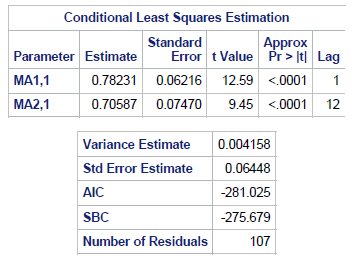 Conditional Least Squares Estimation
Parameter Estimate Standard Error t Value Approx Pr > |t| Lag
MA1,1 0.78231 0.06216 12.59 <.0001 1
MA2,1 0.70587 0.07470 9.45 <.0001 12
Variance Estimate 0.004158
Std Error Estimate 0.06448
AIC -281.025
SBC -275.679
Number of Residuals 107